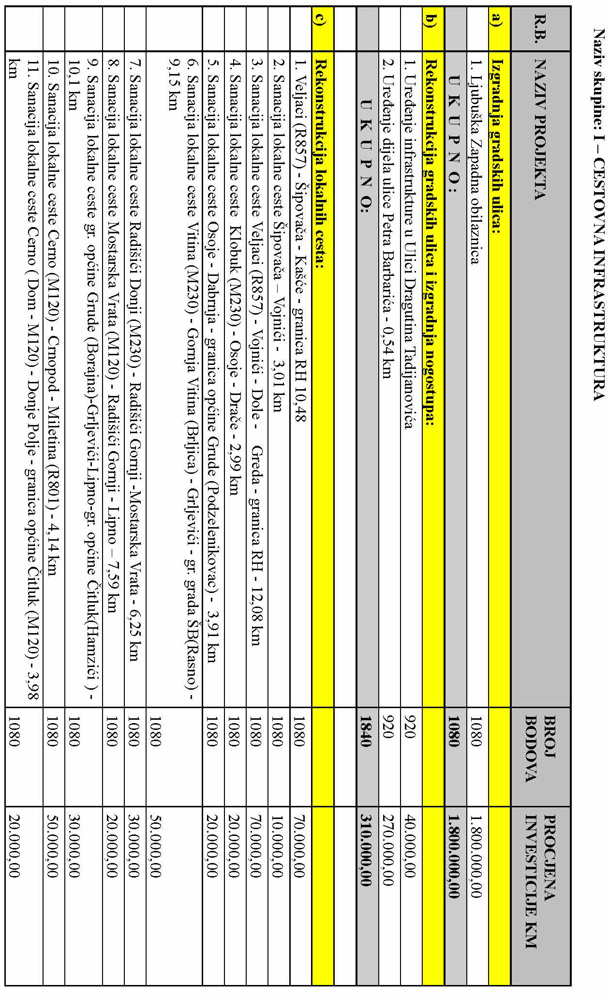 Naziv skupine: I – CESTOVNA INFRASTRUKTURA
R.B. NAZIV PROJEKTA BROJ BODOVA PROCJENA INVESTICIJE KM
a) Izgradnja gradskih ulica:
1. Ljubuška Zapadna obilaznica 1080 1.800.000,00
U K U P N O: 1080 1.800.000,00
b) Rekonstrukcija gradskih ulica i izgradnja nogostupa:
1. Uređenje infrastrukture u Ulici Dragutina Tadijanovića 920 40.000,00
2. Uređenje dijela ulice Petra Barbarića - 0,54 km 920 270.000,00
U K U P N O: 1840 310.000,00
c) Rekonstrukcija lokalnih cesta:
1. Veljaci (R857) - Šipovača - Kašće - granica RH 10,48 1080 70.000,00
2. Sanacija lokalne ceste Šipovača – Vojnići - 3,01 km 1080 10.000,00
3. Sanacija lokalne ceste Veljaci (R857) - Vojnići - Dole - Greda - granica RH - 12,08 km 1080 70.000,00
4. Sanacija lokalne ceste Klobuk (M230) - Osoje - Drače - 2,99 km 1080 20.000,00
5. Sanacija lokalne ceste Osoje - Dabrnja - granica općine Grude (Podzelenikovac) - 3,91 km 1080 20.000,00
6. Sanacija lokalne ceste Vitina (M230) - Gornja Vitina (Brljica) - Grljevići - gr. grada ŠB(Rasno) -
9,15 km 1080 50.000,00
7. Sanacija lokalne ceste Radišići Donji (M230) - Radišići Gornji -Mostarska Vrata - 6,25 km 1080 30.000,00
8. Sanacija lokalne ceste Mostarska Vrata (M120) - Radišići Gornji - Lipno – 7,59 km 1080 20.000,00
9. Sanacija lokalne ceste gr. općine Grude (Borajna)-Grljevići-Lipno-gr. općine Čitluk(Hamzići ) -
10,1 km 1080 30.000,00
10. Sanacija lokalne ceste Cerno (M120) - Crnopod - Miletina (R801) - 4,14 km 1080 50.000,00
11. Sanacija lokalne ceste Cerno ( Dom - M120) - Donje Polje - granica općine Čitluk (M120) - 3,98
km 1080 20.000,00